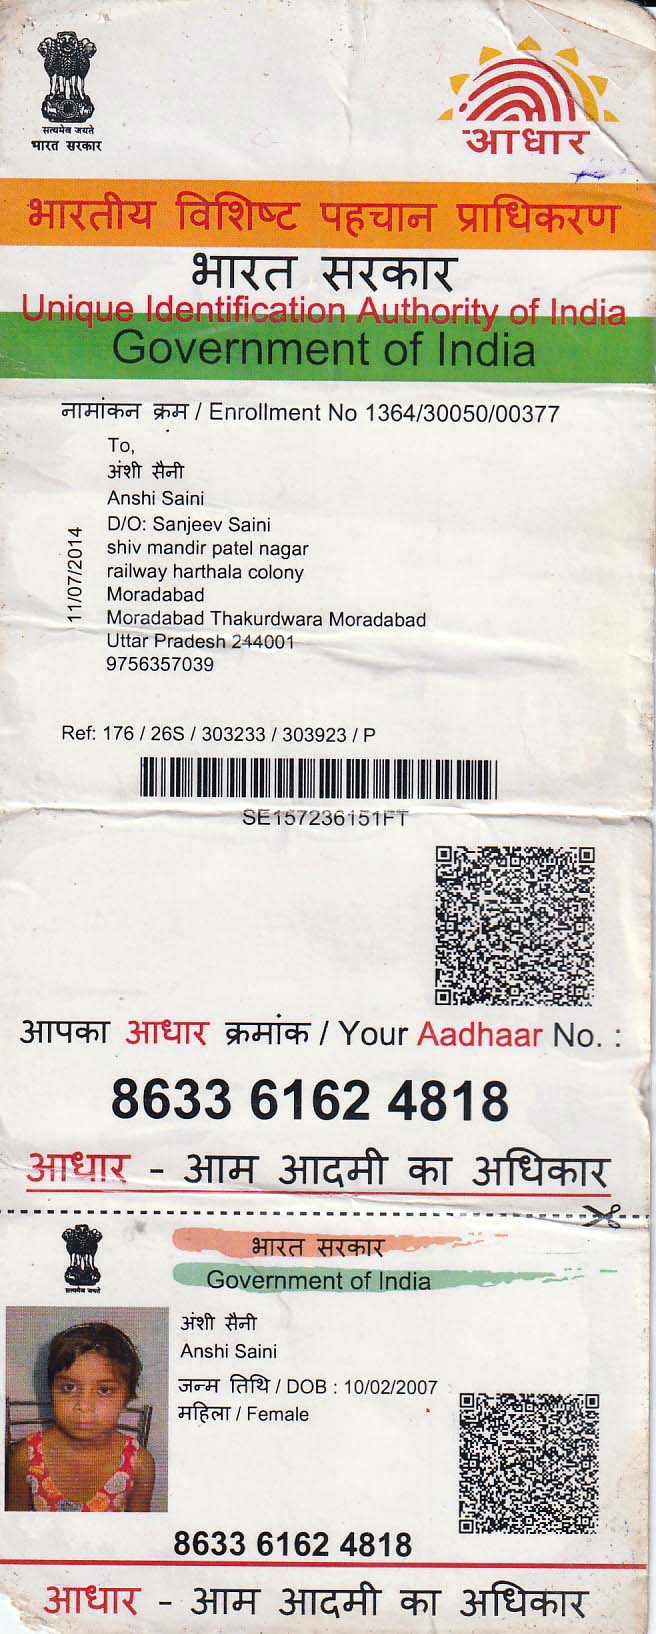 सत्यमेव जयते
भारत सरकार
आधार
भारतीय विशिष्ट पहचान प्राधिकरण
भारत सरकार
Unique Identification Authority of India
Government of India
नामांकन क्रम / Enrollment No 1364/30050/00377
To,
अंशी सैनी
Anshi Saini
D/O: Sanjeev Saini
shiv mandir patel nagar
railway harthala colony
Moradabad
Moradabad Thakurdwara Moradabad
Uttar Pradesh 244001
9756357039
11/07/2014
Ref: 176 / 26S / 303233 / 303923 / P
SE157236151FT
आपका आधार क्रमांक / Your Aadhaar No. :
8633 6162 4818
आधार - आम आदमी का अधिकार
सत्यमेव जयते
भारत सरकार
Government of India
अंशी सैनी
Anshi Saini
जन्म तिथि / DOB : 10/02/2007
महिला / Female
8633 6162 4818
आधार - आम आदमी का अधिकार